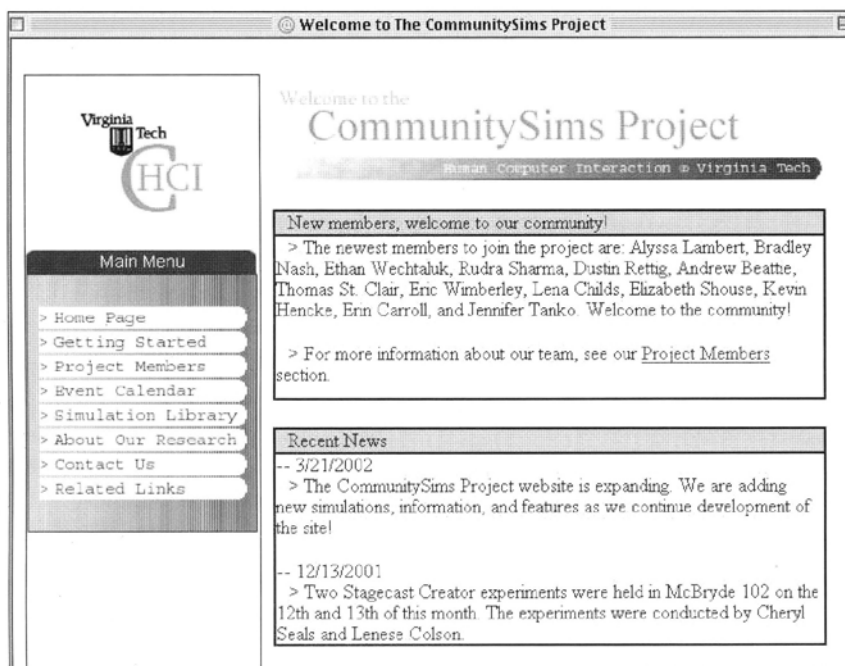 Welcome to The CommunitySims Project
Virginia
Tech
CHCI
Main Menu
> Home Page
> Getting Started
> Project Members
> Event Calendar
> Simulation Library
> About Our Research
> Contact Us
> Related Links
Welcome to the
CommunitySims Project
Human Computer Interaction @ Virginia Tech
New members, welcome to our community!
> The newest members to join the project are: Alyssa Lambert, Bradley
Nash, Ethan Wechtaluk, Rudra Sharma, Dustin Rettig, Andrew Beattie,
Thomas St. Clair, Eric Wimberley, Lena Childs, Elizabeth Shouse, Kevin
Hencke, Erin Carroll, and Jennifer Tanko. Welcome to the community!
> For more information about our team, see our Project Members
section.
Recent News
-- 3/21/2002
> The CommunitySims Project website is expanding. We are adding
new simulations, information, and features as we continue development of
the site!
-- 12/13/2001
> Two Stagecast Creator experiments were held in McBryde 102 on the
12th and 13th of this month. The experiments were conducted by Cheryl
Seals and Lenese Colson.